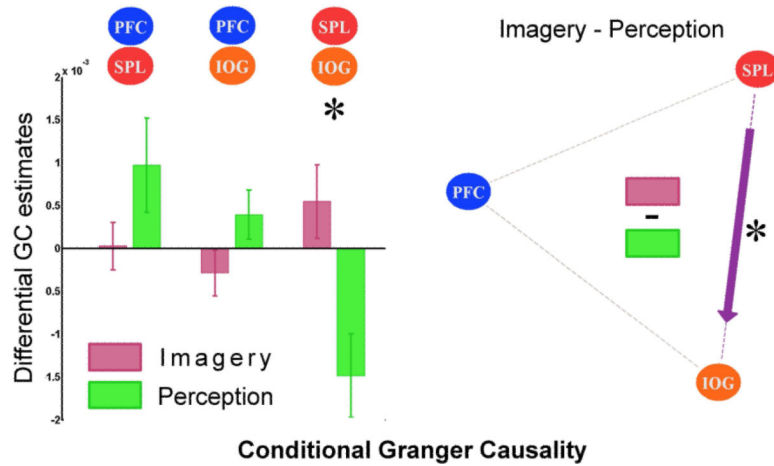 PFC PFC SPL
SPL IOG IOG
Imagery - Perception
2 x 10⁻³
*
1.5
1
0.5
0
0.5
-1
1.5
-2
Differential GC estimates
Imagery
Perception
SPL
PFC
-
*
IOG
Conditional Granger Causality